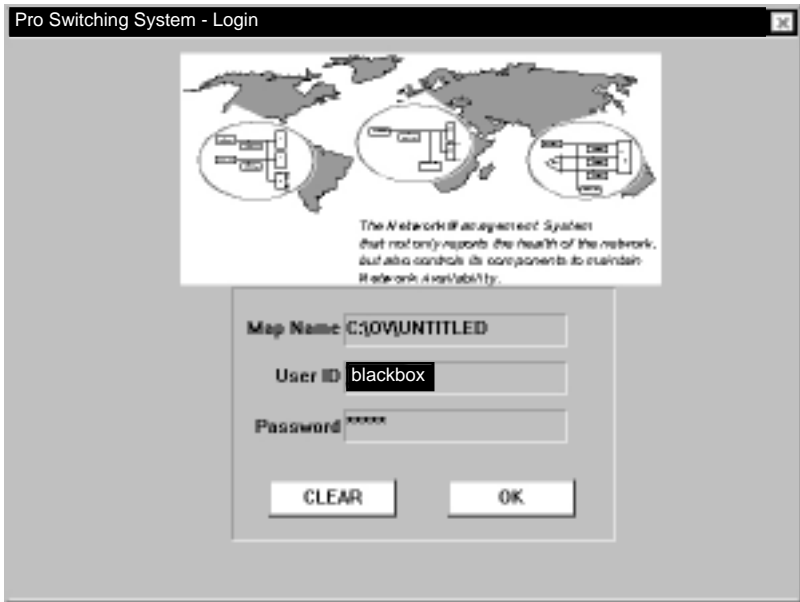 Pro Switching System - Login
The Network Management System
that not only reports the health of the network,
but also controls its components to maintain
Network Availability.
Map Name C:\OV\UNTITLED
User ID blackbox
Password *****
CLEAR OK